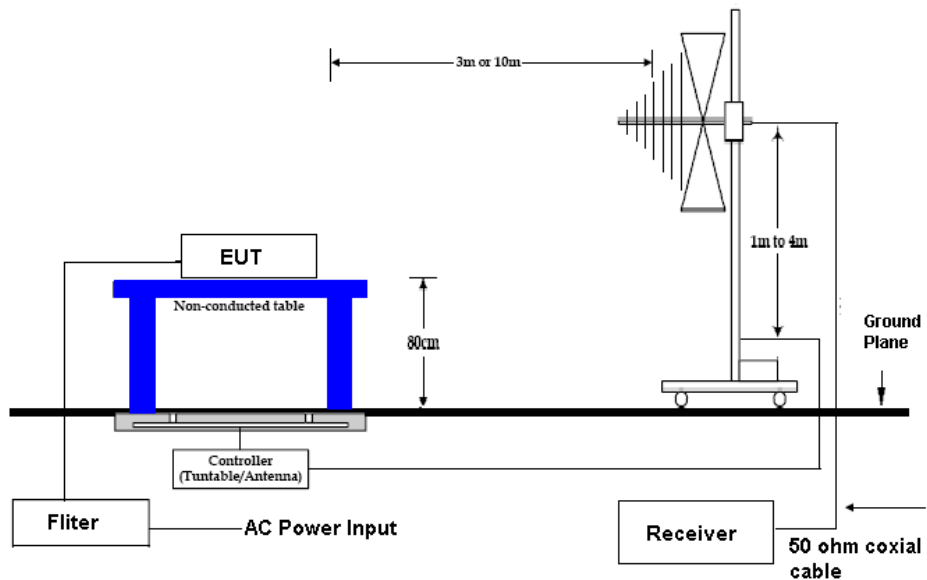 3m or 10m
EUT
Non-conducted table
1m to 4m
80cm
Ground
Plane
Controller
(Tuntable/Antenna)
Fliter
AC Power Input
Receiver
50 ohm coxial
cable